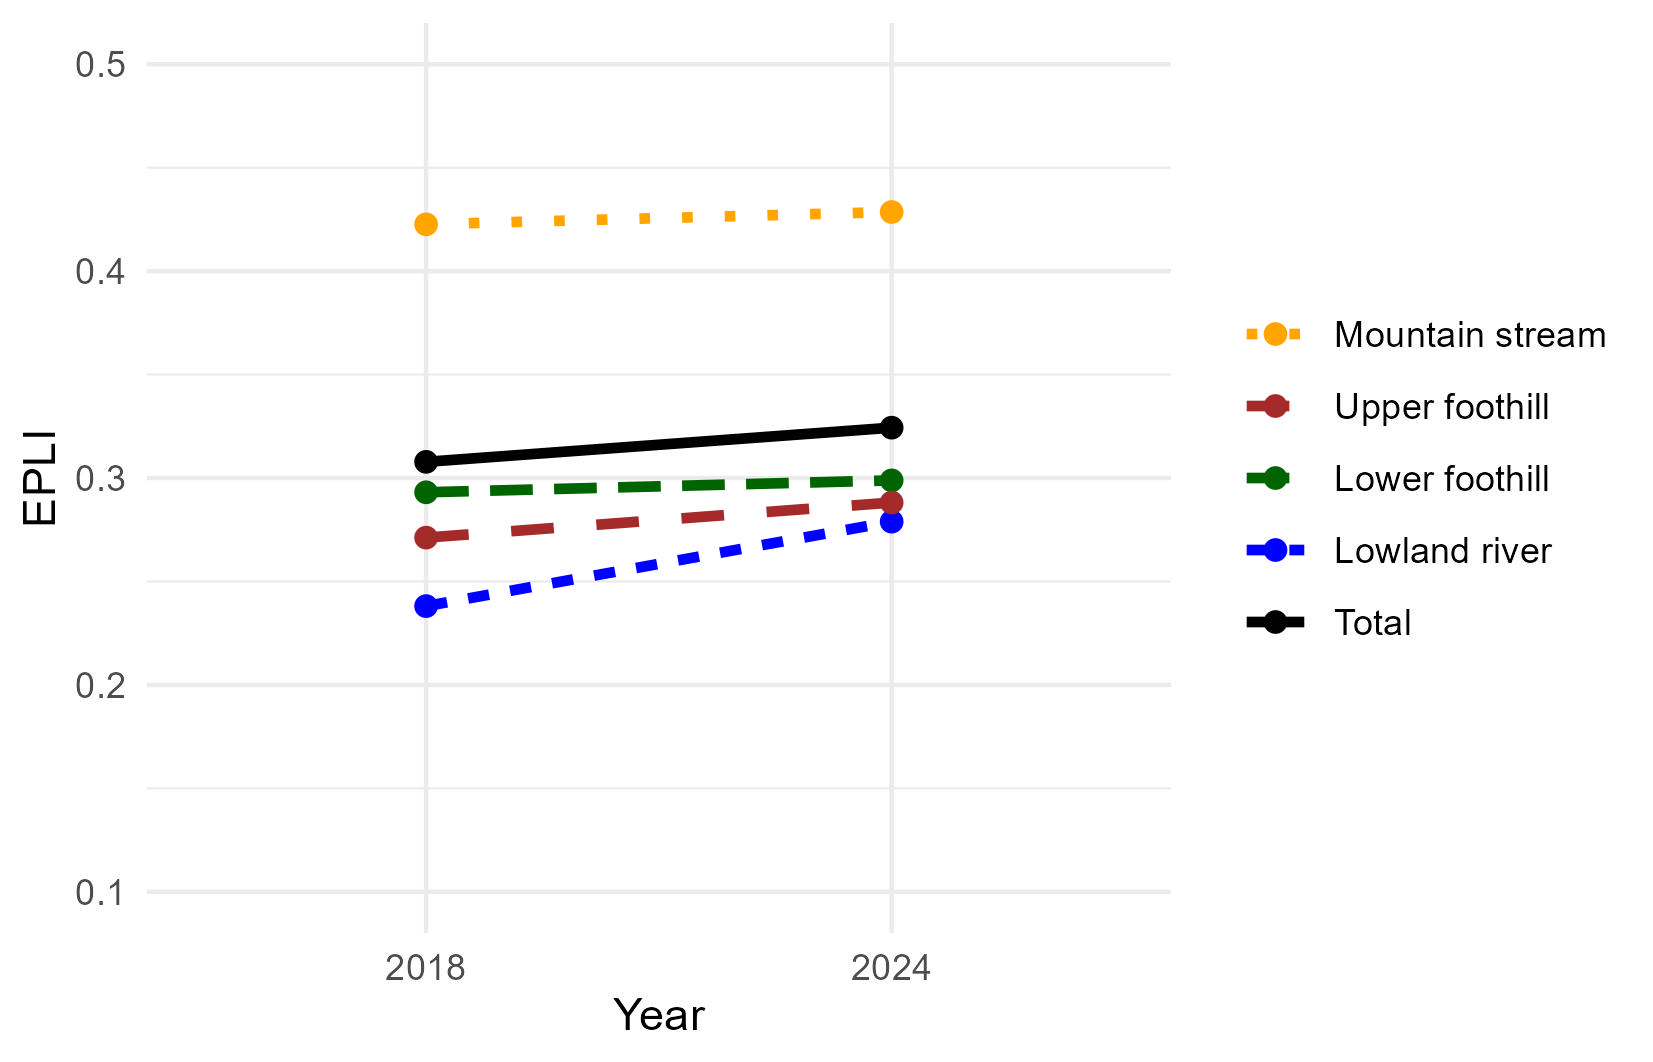 0.5
0.4
0.3
0.2
0.1
EPLI
2018
2024
Year
Mountain stream
Upper foothill
Lower foothill
Lowland river
Total